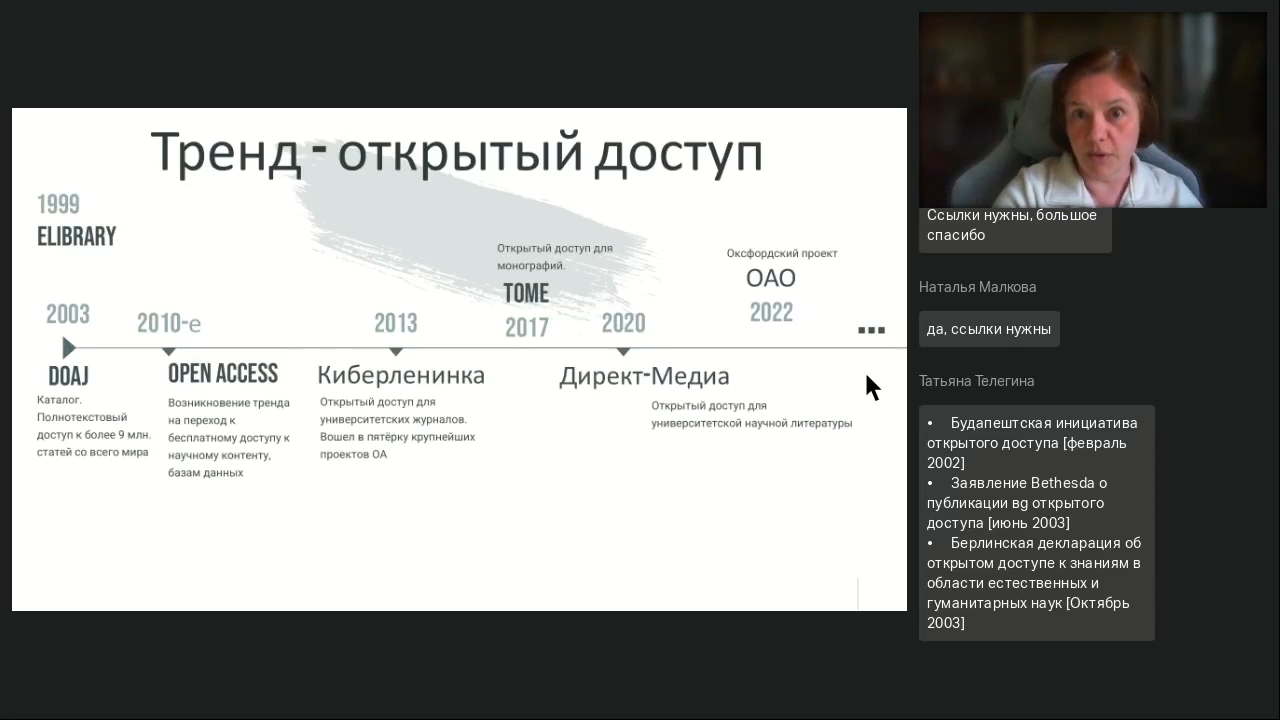 Тренд - открытый доступ
1999
ELIBRARY
Открытый доступ для
монографий.
TOME
2017
Оксфордский проект
ОАО
2022
2003
2010-е
2013
2020
...
DOAJ
Каталог.
Полнотекстовый
доступ к более 9 млн.
статей со всего мира
OPEN ACCESS
Возникновение тренда
на переход к
бесплатному доступу к
научному контенту,
базам данных
Киберленинка
Открытый доступ для
университетских журналов.
Вошел в пятёрку крупнейших
проектов ОА
Директ-Медиа
Открытый доступ для
университетской научной литературы
Ссылки нужны, большое
спасибо
Наталья Малкова
да, ссылки нужны
Татьяна Телегина
• Будапештская инициатива
открытого доступа [февраль
2002]
• Заявление Bethesda о
публикации вg открытого
доступа [июнь 2003]
• Берлинская декларация об
открытом доступе к знаниям в
области естественных и
гуманитарных наук [Октябрь
2003]